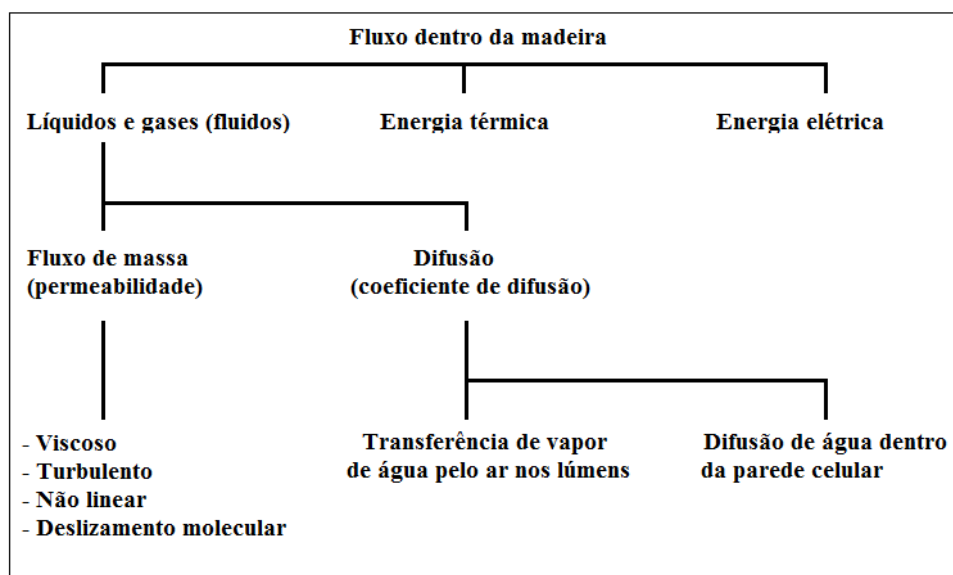 Fluxo dentro da madeira
Líquidos e gases (fluidos)
Energia térmica
Energia elétrica
Fluxo de massa
(permeabilidade)
Difusão
(coeficiente de difusão)
- Viscoso
- Turbulento
- Não linear
- Deslizamento molecular
Transferência de vapor
de água pelo ar nos lúmens
Difusão de água dentro
da parede celular